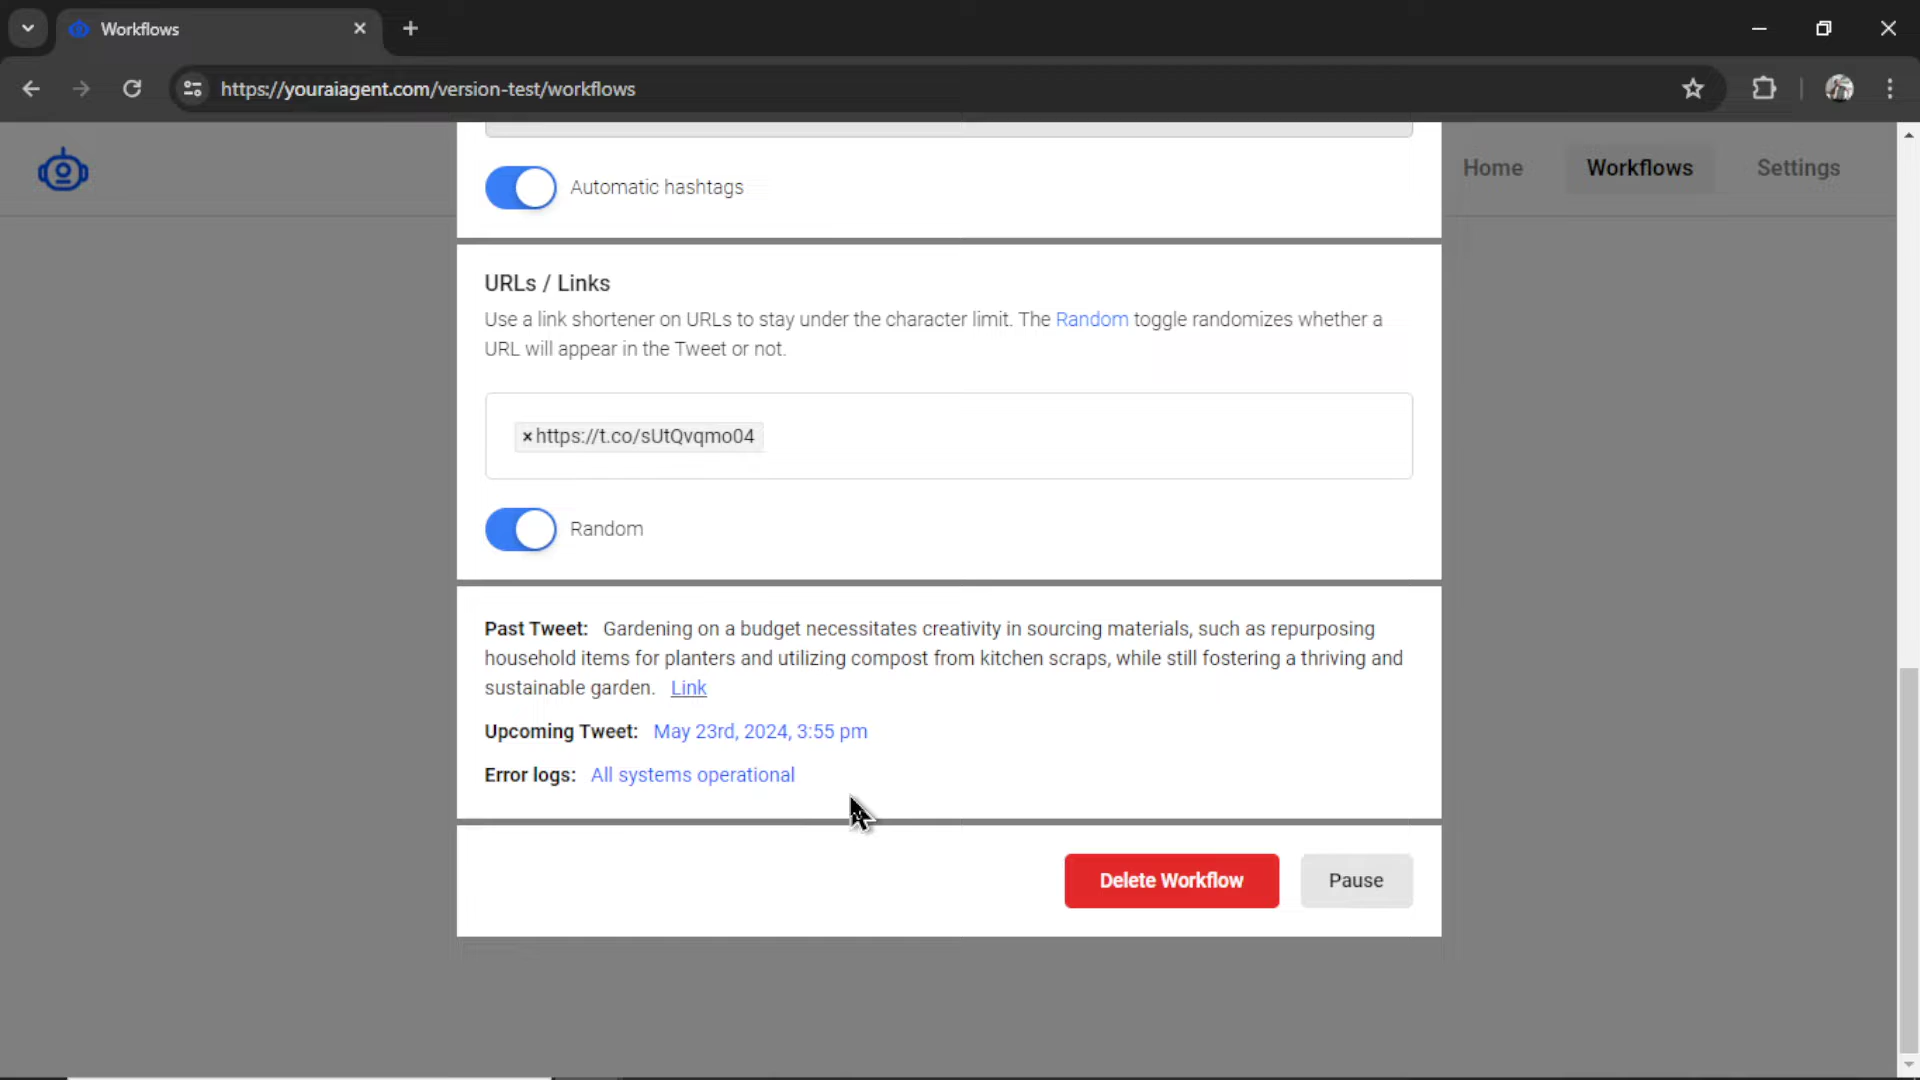 Workflows
https://youraiagent.com/version-test/workflows
Home Workflows Settings
Automatic hashtags
URLs / Links
Use a link shortener on URLs to stay under the character limit. The Random toggle randomizes whether a
URL will appear in the Tweet or not.
×https://t.co/sUtQvqmo04
Random
Past Tweet: Gardening on a budget necessitates creativity in sourcing materials, such as repurposing
household items for planters and utilizing compost from kitchen scraps, while still fostering a thriving and
sustainable garden. Link
Upcoming Tweet: May 23rd, 2024, 3:55 pm
Error logs: All systems operational
Delete Workflow Pause